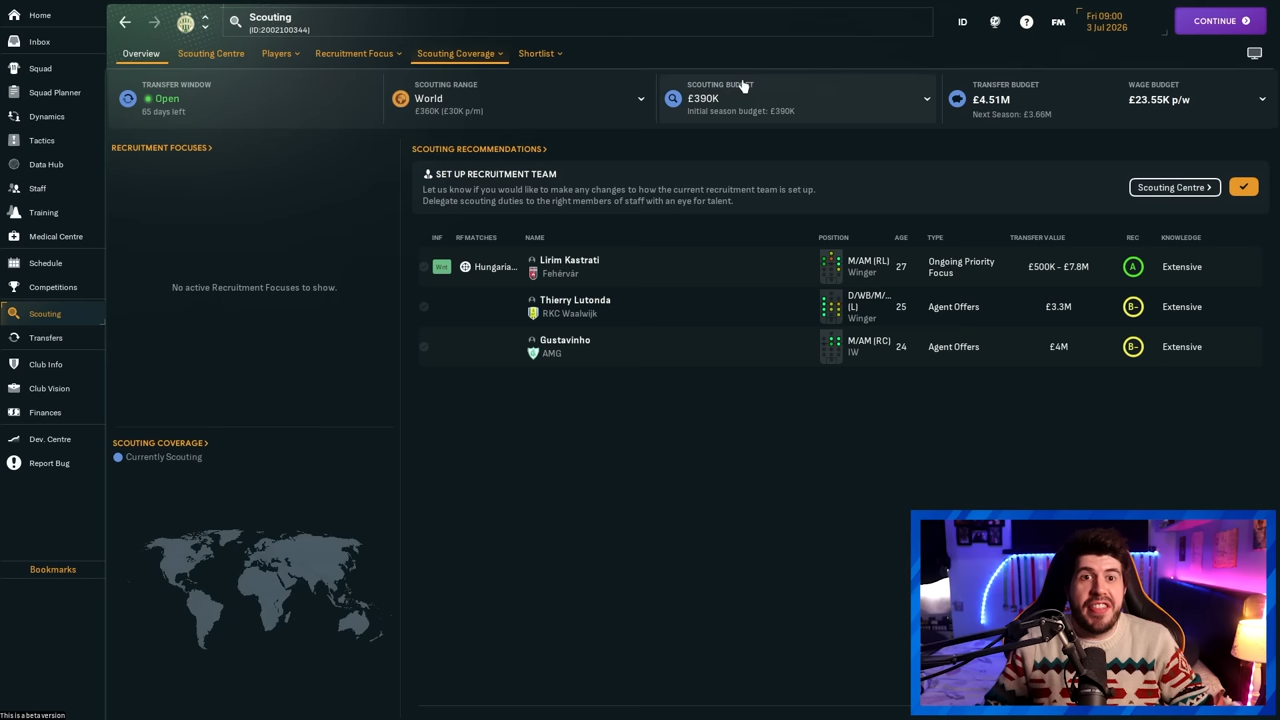 Home
Inbox
Squad
Squad Planner
Dynamics
Tactics
Data Hub
Staff
Training
Medical Centre
Schedule
Competitions
Scouting
Transfers
Club Info
Club Vision
Finances
Dev. Centre
Report Bug
Bookmarks
This is a beta version
Scouting
(ID:2002100344)
ID
FM
Fri 09:00
3 Jul 2026
CONTINUE
Overview
Scouting Centre
Players
Recruitment Focus
Scouting Coverage
Shortlist
TRANSFER WINDOW
Open
65 days left
SCOUTING RANGE
World
£360K (£30K p/m)
SCOUTING BUDGET
£390K
Initial season budget: £390K
TRANSFER BUDGET
£4.51M
Next Season: £3.66M
WAGE BUDGET
£23.55K p/w
RECRUITMENT FOCUSES >
No active Recruitment Focuses to show.
SCOUTING COVERAGE >
Currently Scouting
SCOUTING RECOMMENDATIONS >
SET UP RECRUITMENT TEAM
Let us know if you would like to make any changes to how the current recruitment team is set up.
Delegate scouting duties to the right members of staff with an eye for talent.
Scouting Centre >
INF RF MATCHES NAME POSITION AGE TYPE TRANSFER VALUE REC KNOWLEDGE
Wnt Hungaria... Lirim Kastrati
Fehérvár
M/AM (RL)
Winger
27
Ongoing Priority
Focus
£500K - £7.8M
A
Extensive
Thierry Lutonda
RKC Waalwijk
D/WB/M/...
(L)
Winger
25
Agent Offers
£3.3M
B-
Extensive
Gustavinho
AMG
M/AM (RC)
IW
24
Agent Offers
£4M
B-
Extensive